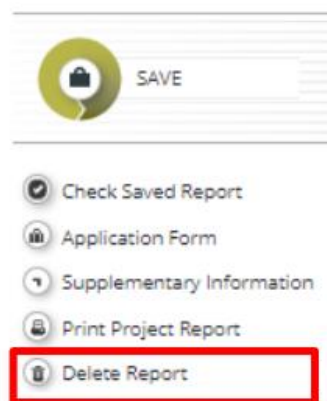 SAVE
Check Saved Report
Application Form
Supplementary Information
Print Project Report
Delete Report